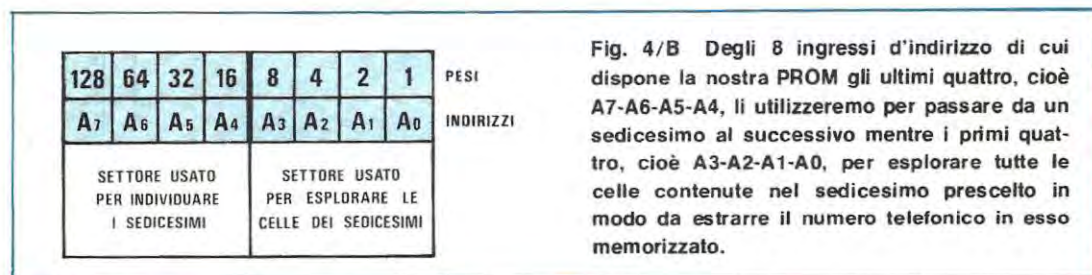 128 64 32 16 8 4 2 1 PESI
A7 A6 A5 A4 A3 A2 A1 A0 INDIRIZZI
SETTORE USATO
PER INDIVIDUARE
I SEDICESIMI
SETTORE USATO
PER ESPLORARE LE
CELLE DEI SEDICESIMI
Fig. 4/B Degli 8 ingressi d'indirizzo di cui
dispone la nostra PROM gli ultimi quattro, cioè
A7-A6-A5-A4, li utilizzeremo per passare da un
sedicesimo al successivo mentre i primi quat-
tro, cioè A3-A2-A1-A0, per esplorare tutte le
celle contenute nel sedicesimo prescelto in
modo da estrarre il numero telefonico in esso
memorizzato.